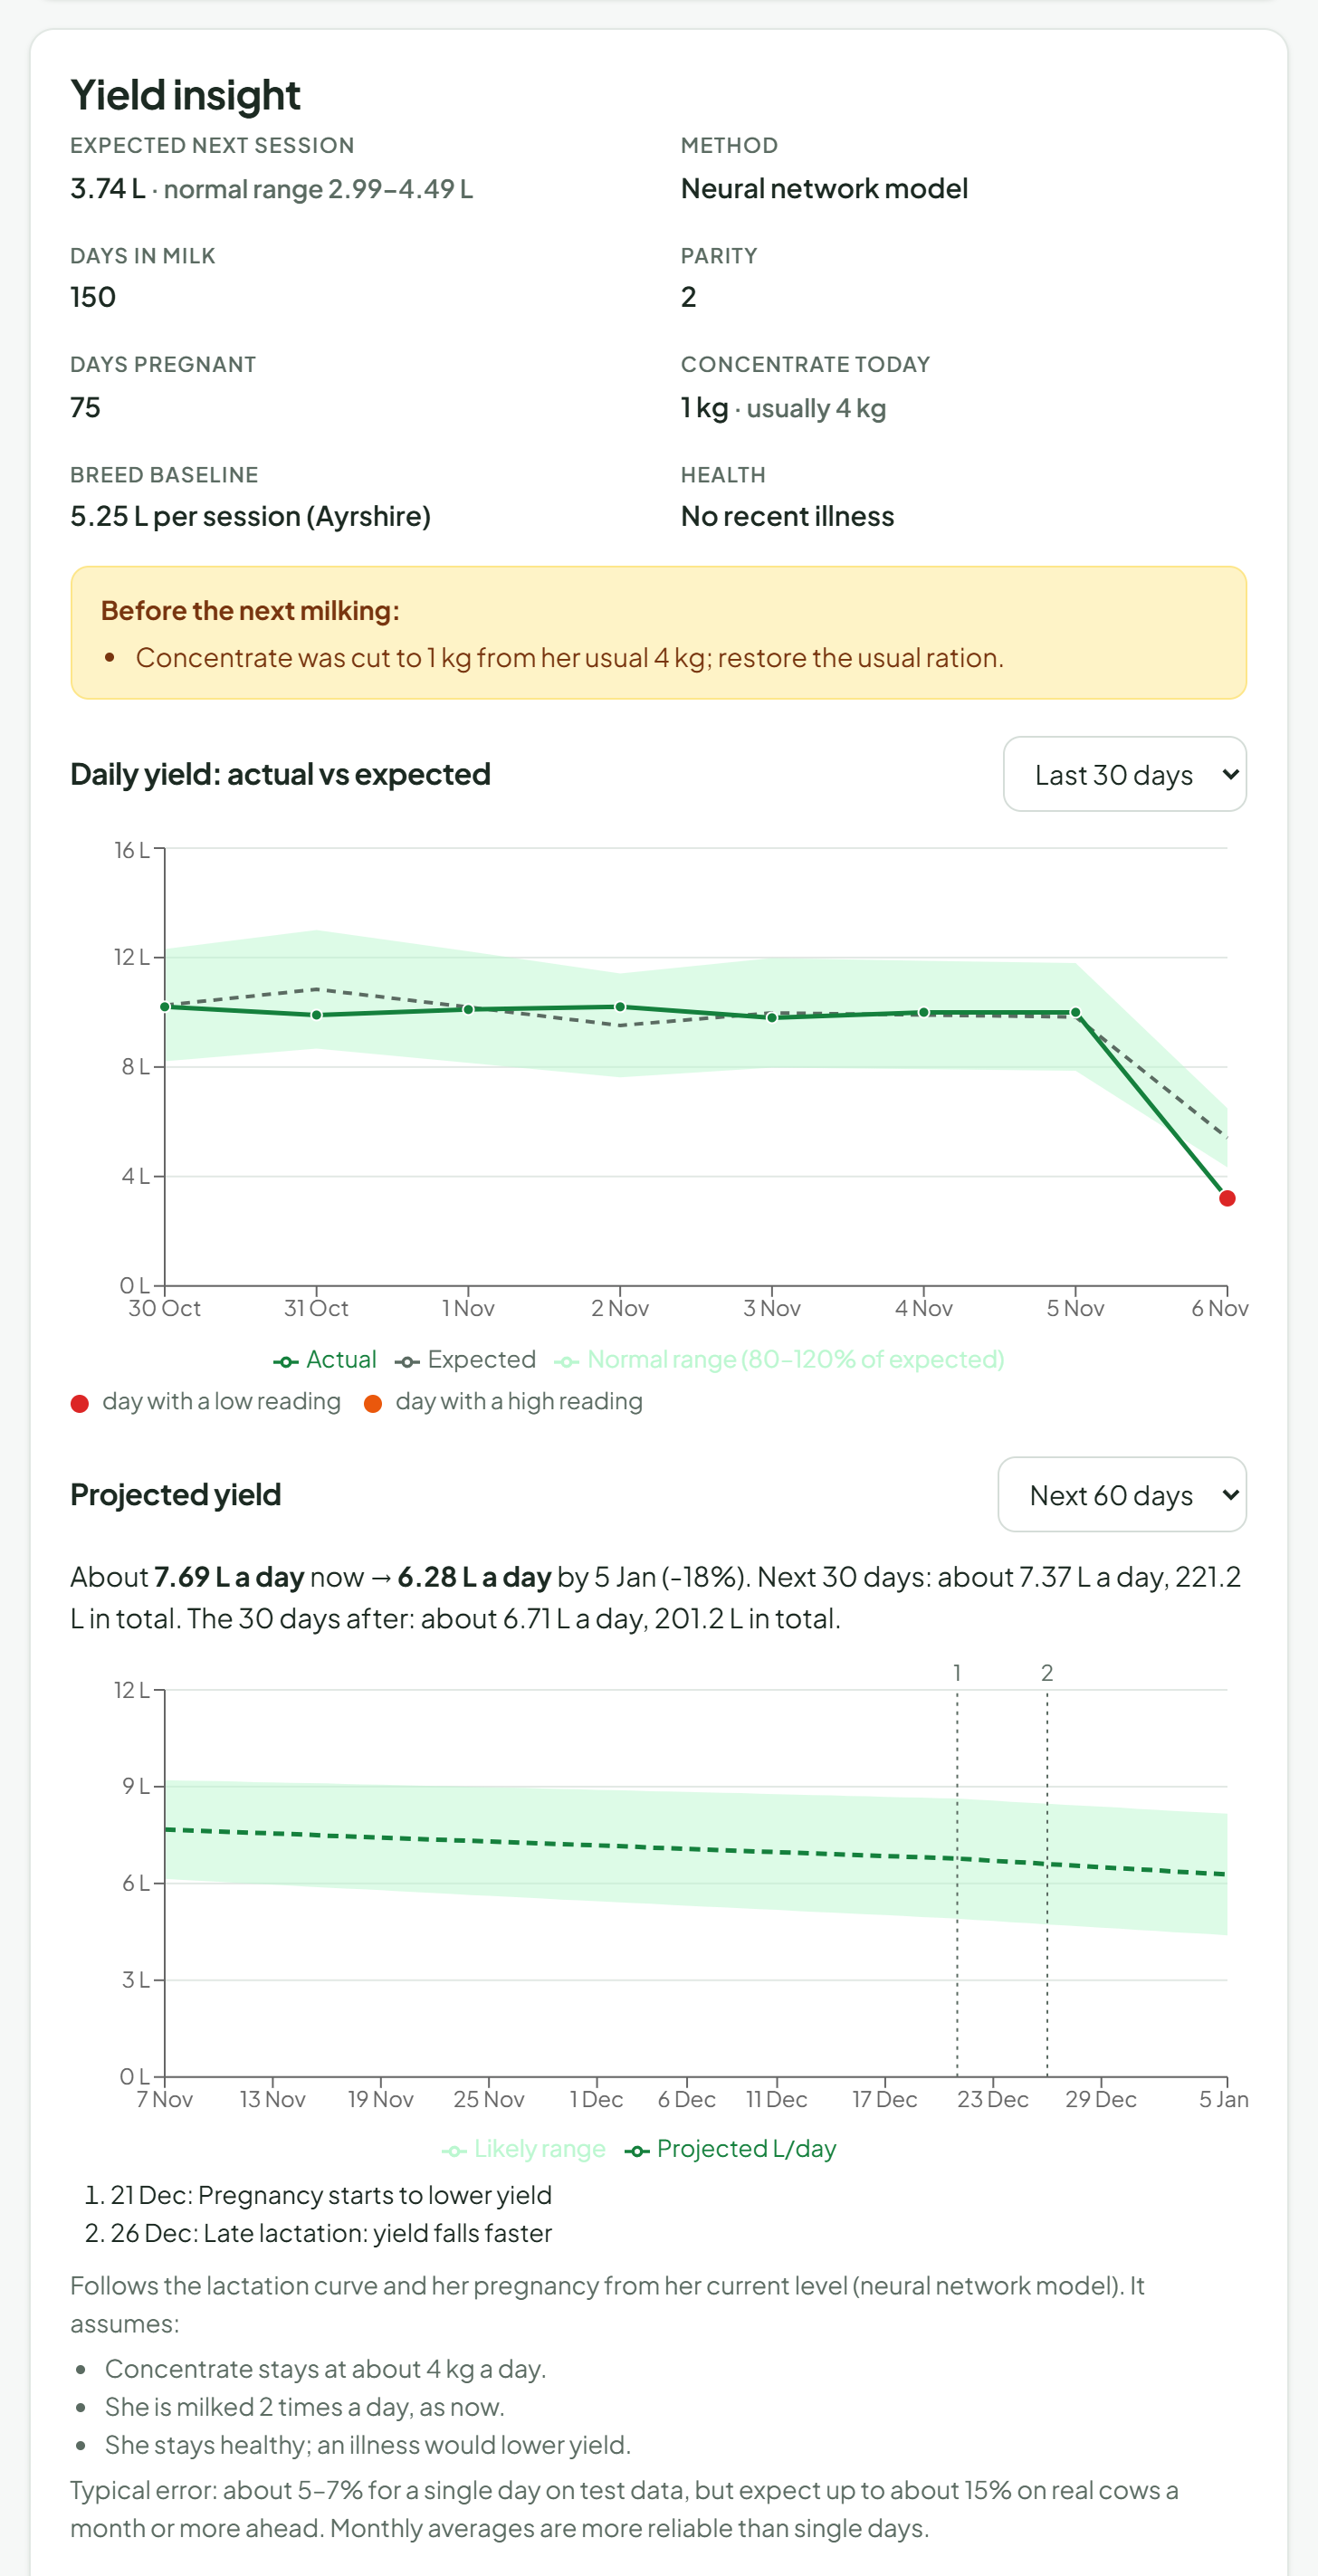 Yield insight
EXPECTED NEXT SESSION
3.74 L · normal range 2.99–4.49 L
METHOD
Neural network model
DAYS IN MILK
150
PARITY
2
DAYS PREGNANT
75
CONCENTRATE TODAY
1 kg · usually 4 kg
BREED BASELINE
5.25 L per session (Ayrshire)
HEALTH
No recent illness
Before the next milking:
• Concentrate was cut to 1 kg from her usual 4 kg; restore the usual ration.
Daily yield: actual vs expected
Last 30 days
16 L
12 L
8 L
4 L
0 L
30 Oct 31 Oct 1 Nov 2 Nov 3 Nov 4 Nov 5 Nov 6 Nov
Actual Expected Normal range (80–120% of expected)
day with a low reading day with a high reading
Projected yield
Next 60 days
About 7.69 L a day now → 6.28 L a day by 5 Jan (-18%). Next 30 days: about 7.37 L a day, 221.2
L in total. The 30 days after: about 6.71 L a day, 201.2 L in total.
1 2
12 L
9 L
6 L
3 L
0 L
7 Nov 13 Nov 19 Nov 25 Nov 1 Dec 6 Dec 11 Dec 17 Dec 23 Dec 29 Dec 5 Jan
Likely range Projected L/day
1. 21 Dec: Pregnancy starts to lower yield
2. 26 Dec: Late lactation: yield falls faster
Follows the lactation curve and her pregnancy from her current level (neural network model). It
assumes:
• Concentrate stays at about 4 kg a day.
• She is milked 2 times a day, as now.
• She stays healthy; an illness would lower yield.
Typical error: about 5–7% for a single day on test data, but expect up to about 15% on real cows a
month or more ahead. Monthly averages are more reliable than single days.